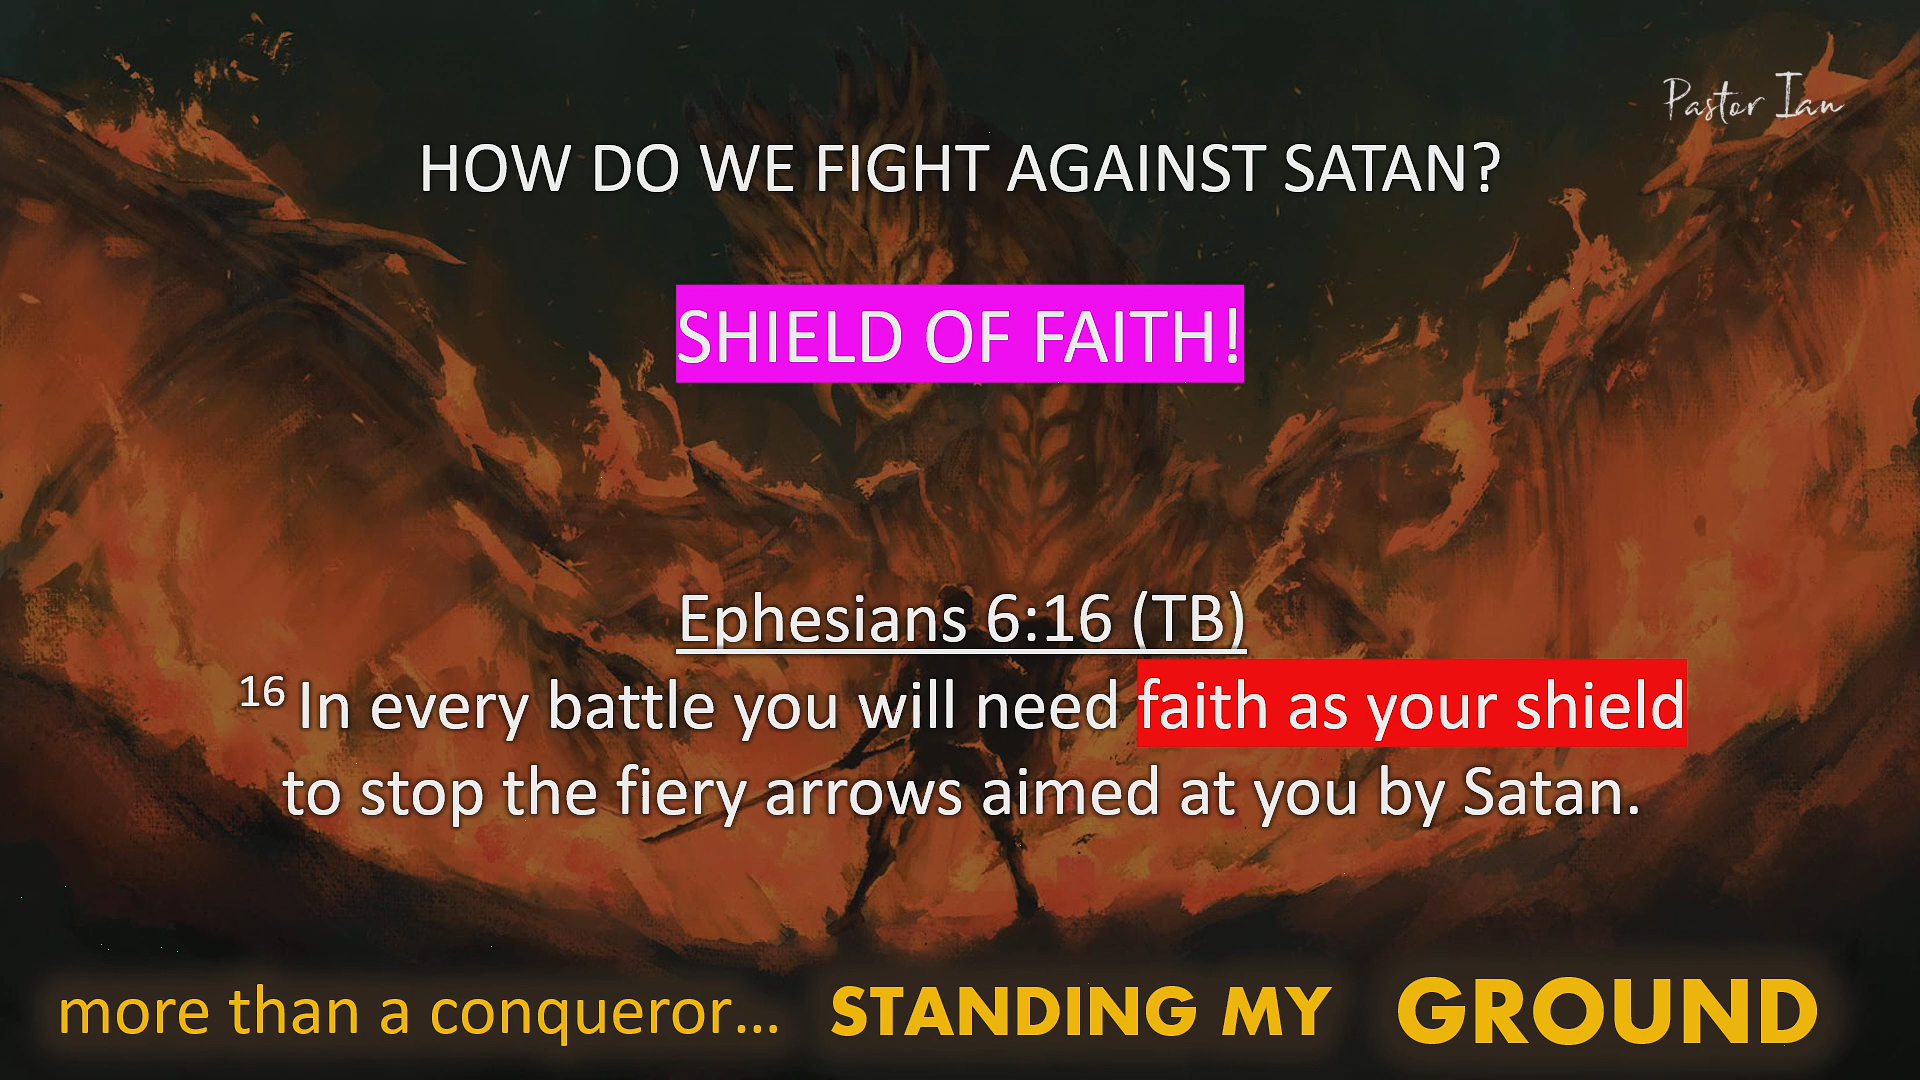 Pastor Ian
HOW DO WE FIGHT AGAINST SATAN?
SHIELD OF FAITH!
Ephesians 6:16 (TB)
16 In every battle you will need faith as your shield
to stop the fiery arrows aimed at you by Satan.
more than a conqueror... STANDING MY GROUND